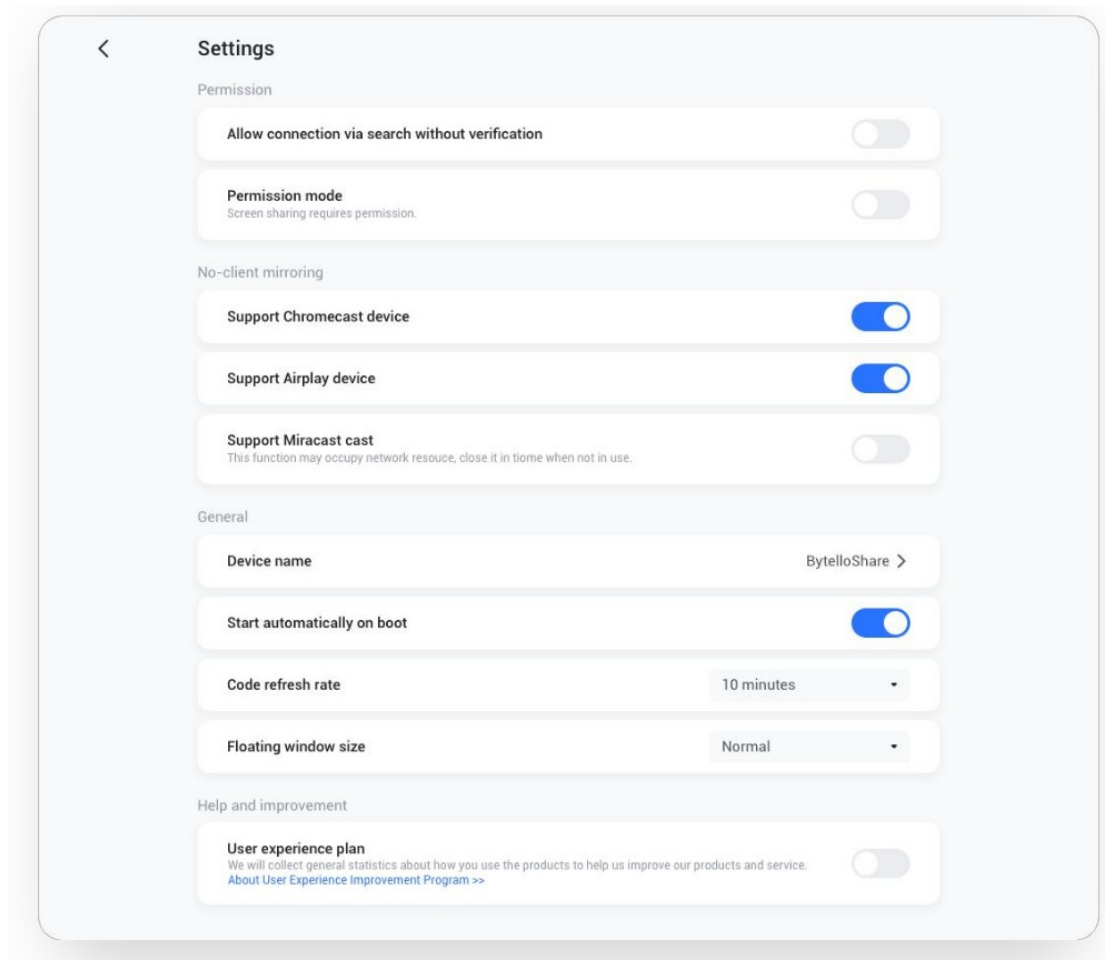 Settings
Permission
Allow connection via search without verification
Permission mode
Screen sharing requires permission.
No-client mirroring
Support Chromecast device
Support Airplay device
Support Miracast cast
This function may occupy network resouce, close it in tiome when not in use.
General
Device name BytelloShare
Start automatically on boot
Code refresh rate 10 minutes
Floating window size Normal
Help and improvement
User experience plan
We will collect general statistics about how you use the products to help us improve our products and service.
About User Experience Improvement Program >>